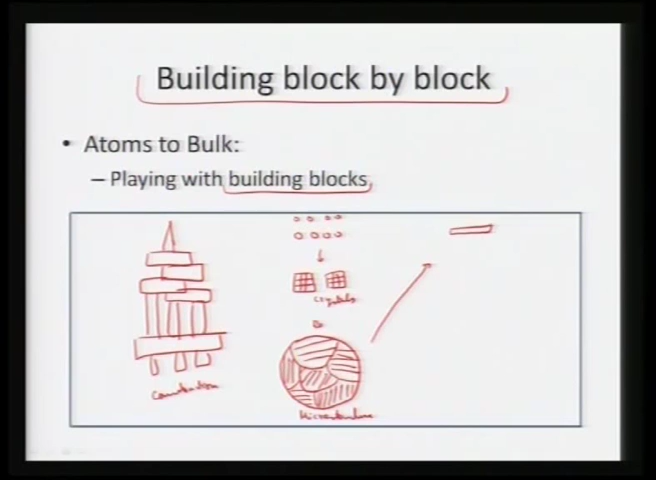 Building block by block
• Atoms to Bulk:
– Playing with building blocks
crystals
Construction
Microstructure